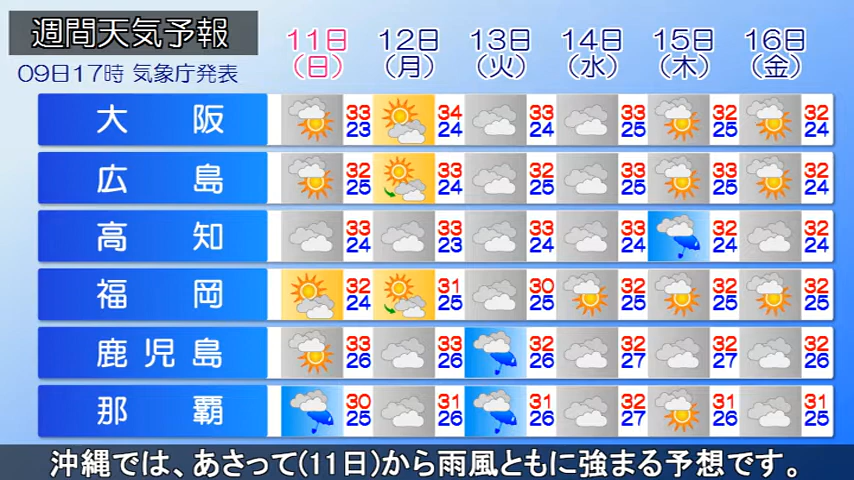 週間天気予報
09日17時 気象庁発表
11日 12日 13日 14日 15日 16日
(日) (月) (火) (水) (木) (金)
大阪 33 23 34 24 33 24 33 25 32 25 32 24
広島 32 25 33 24 32 25 33 25 33 25 32 24
高知 33 24 33 23 33 24 33 24 32 24 32 24
福岡 32 24 31 25 30 25 32 25 32 25 32 25
鹿児島 33 26 33 26 32 26 32 27 32 27 32 26
那覇 30 25 31 26 31 26 32 27 31 26 31 25
沖縄では、あさって(11日)から雨風ともに強まる予想です。